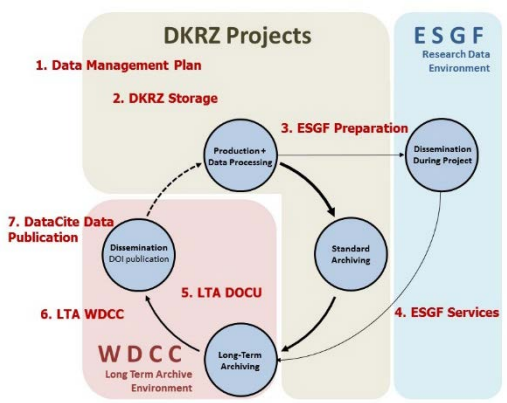 DKRZ Projects
E S G F
Research Data
Environment
1. Data Management Plan
2. DKRZ Storage
3. ESGF Preparation
Production +
Data Processing
Dissemination
During Project
7. DataCite Data
Publication
Dissemination
DOI publication
Standard
Archiving
5. LTA DOCU
6. LTA WDCC
4. ESGF Services
W D C C
Long Term Archive
Environment
Long-Term
Archiving